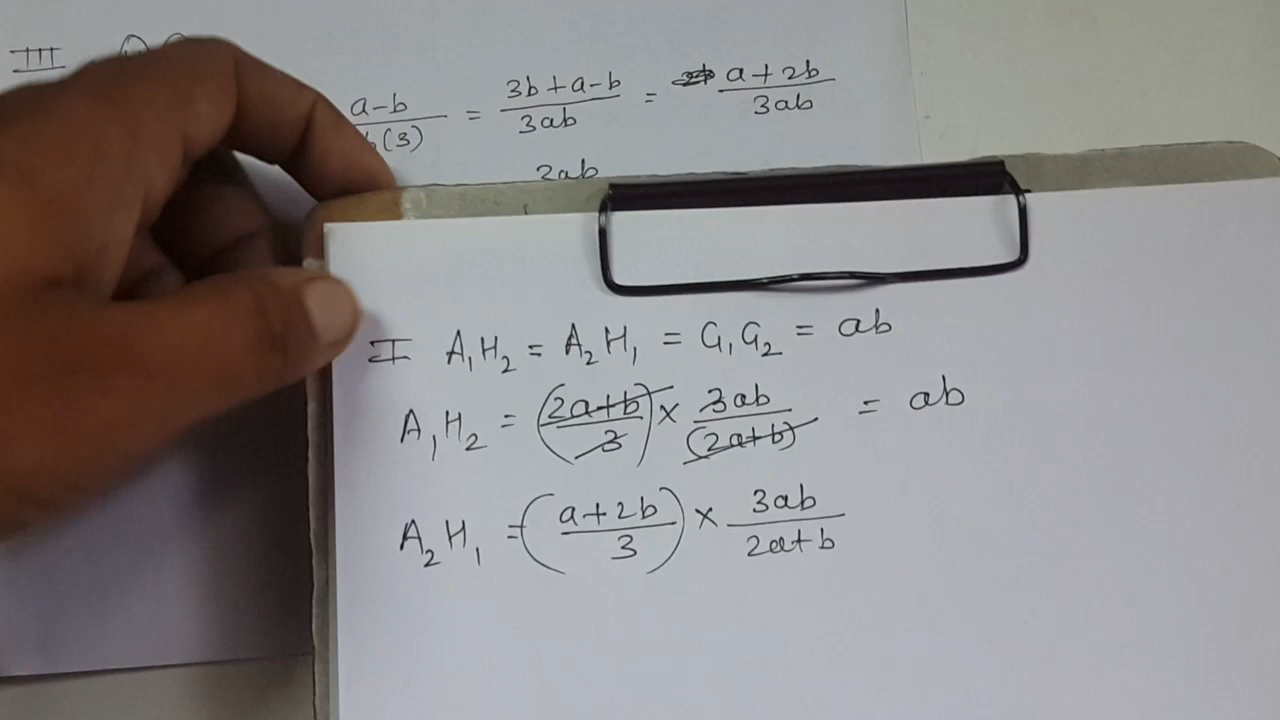 III
a-b / b(3) = 3b+a-b / 3ab = a+2b / 3ab
2ab
I A₁H₂ = A₂H₁ = G₁G₂ = ab
A₁H₂ = (2a+b / 3) × 3ab / (2a+b) = ab
A₂H₁ = (a+2b / 3) × 3ab / 2a+b